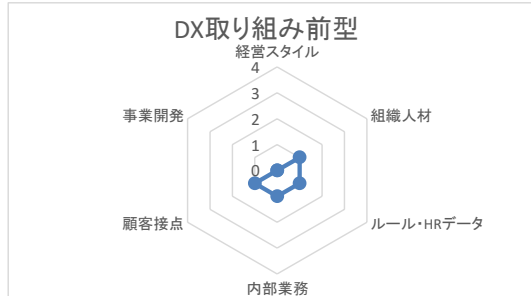 DX取り組み前型
経営スタイル
4
3
2
1
0
事業開発
組織人材
顧客接点
ルール・HRデータ
内部業務